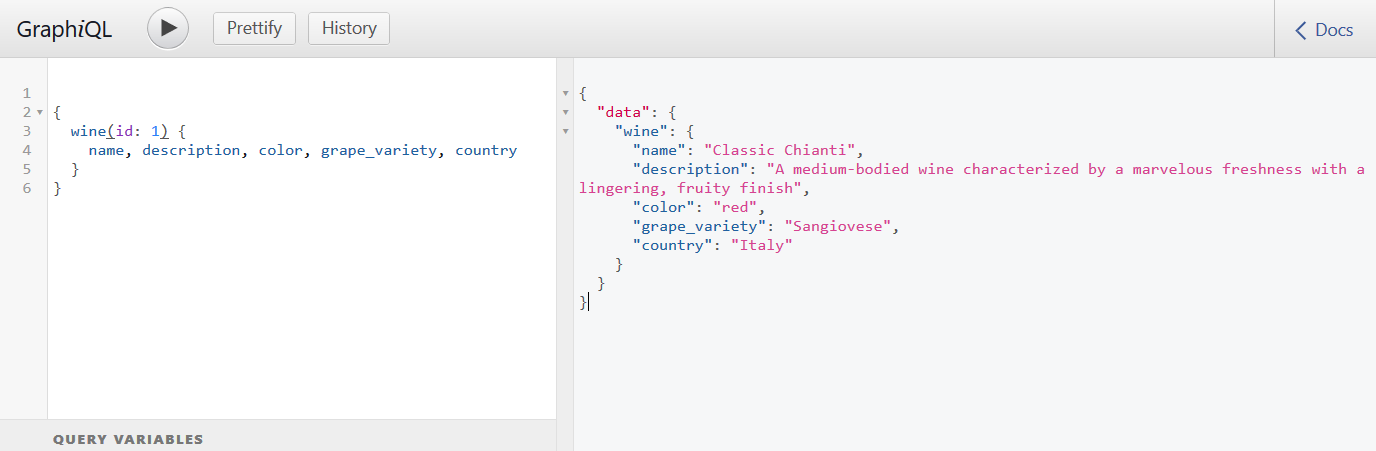 GraphiQL
Prettify
History
Docs
1
2 {
3 wine(id: 1) {
4 name, description, color, grape_variety, country
5 }
6 }
QUERY VARIABLES
{
"data": {
"wine": {
"name": "Classic Chianti",
"description": "A medium-bodied wine characterized by a marvelous freshness with a
lingering, fruity finish",
"color": "red",
"grape_variety": "Sangiovese",
"country": "Italy"
}
}
}